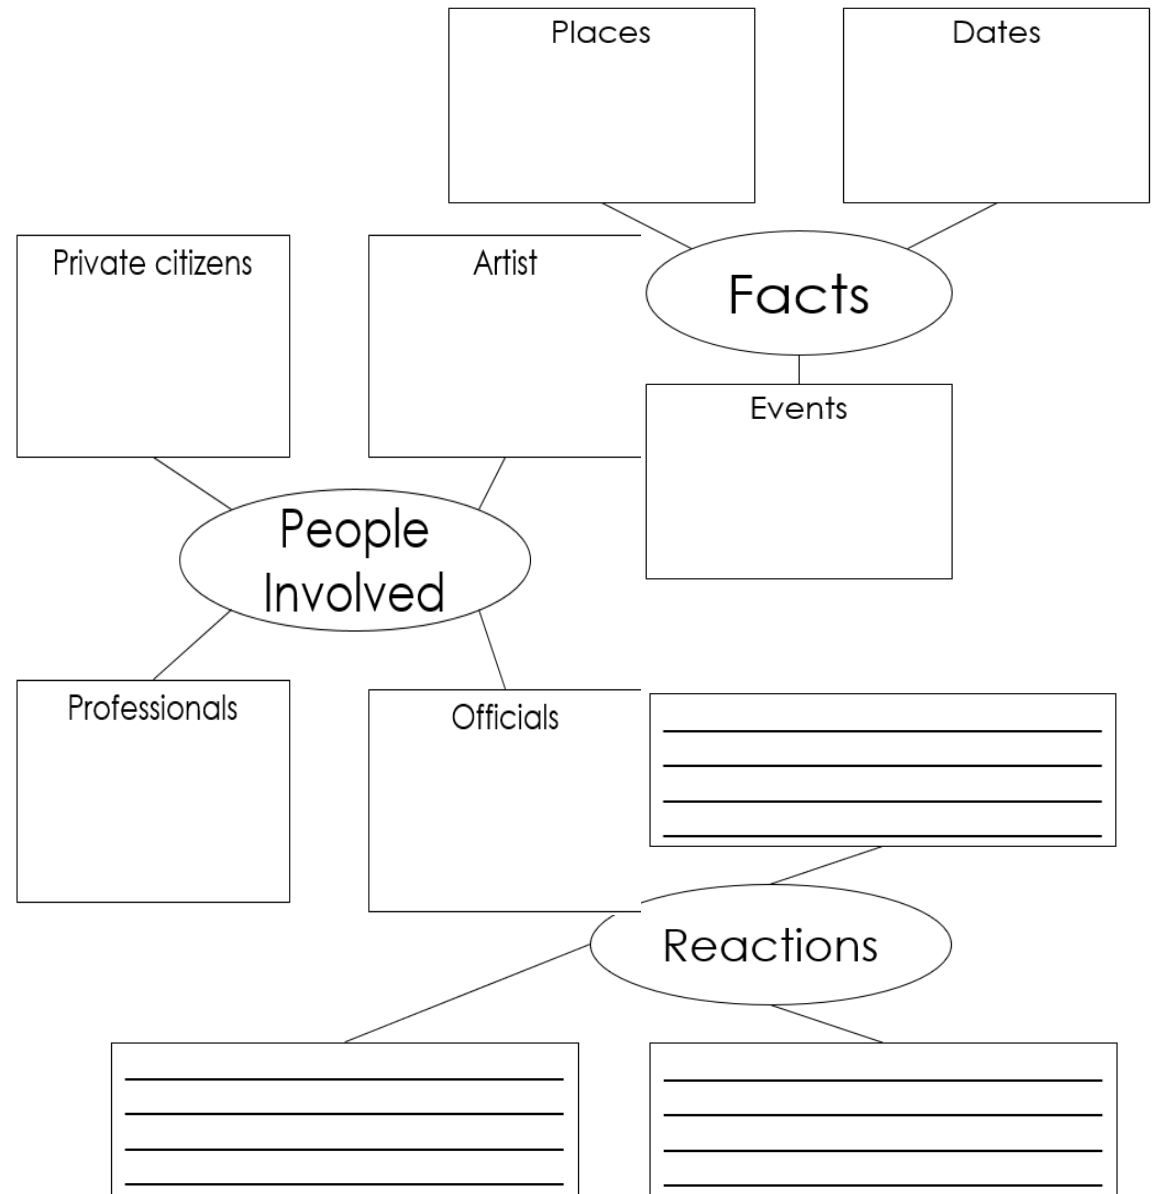 Places
Dates
Private citizens
Artist
Facts
Events
People
Involved
Professionals
Officials
Reactions